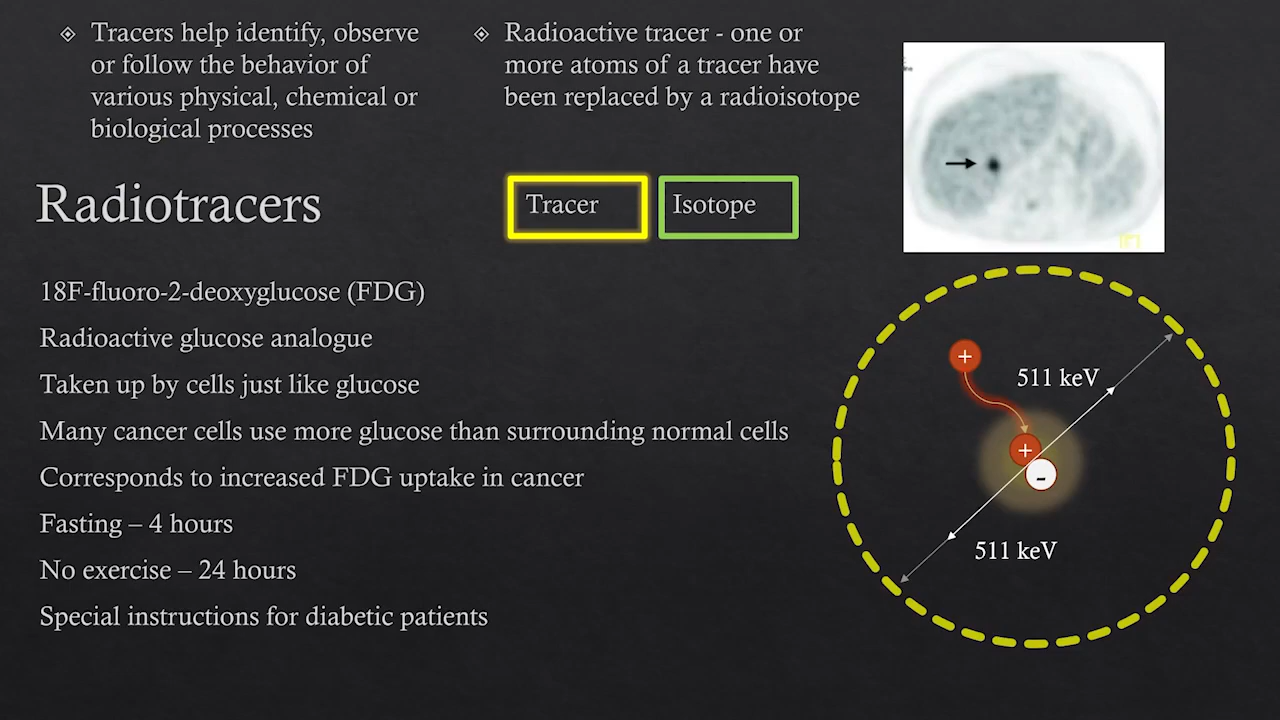 Tracers help identify, observe
or follow the behavior of
various physical, chemical or
biological processes
Radioactive tracer - one or
more atoms of a tracer have
been replaced by a radioisotope
Radiotracers
Tracer
Isotope
18F-fluoro-2-deoxyglucose (FDG)
Radioactive glucose analogue
Taken up by cells just like glucose
Many cancer cells use more glucose than surrounding normal cells
Corresponds to increased FDG uptake in cancer
Fasting – 4 hours
No exercise – 24 hours
Special instructions for diabetic patients
+
511 keV
+
-
511 keV